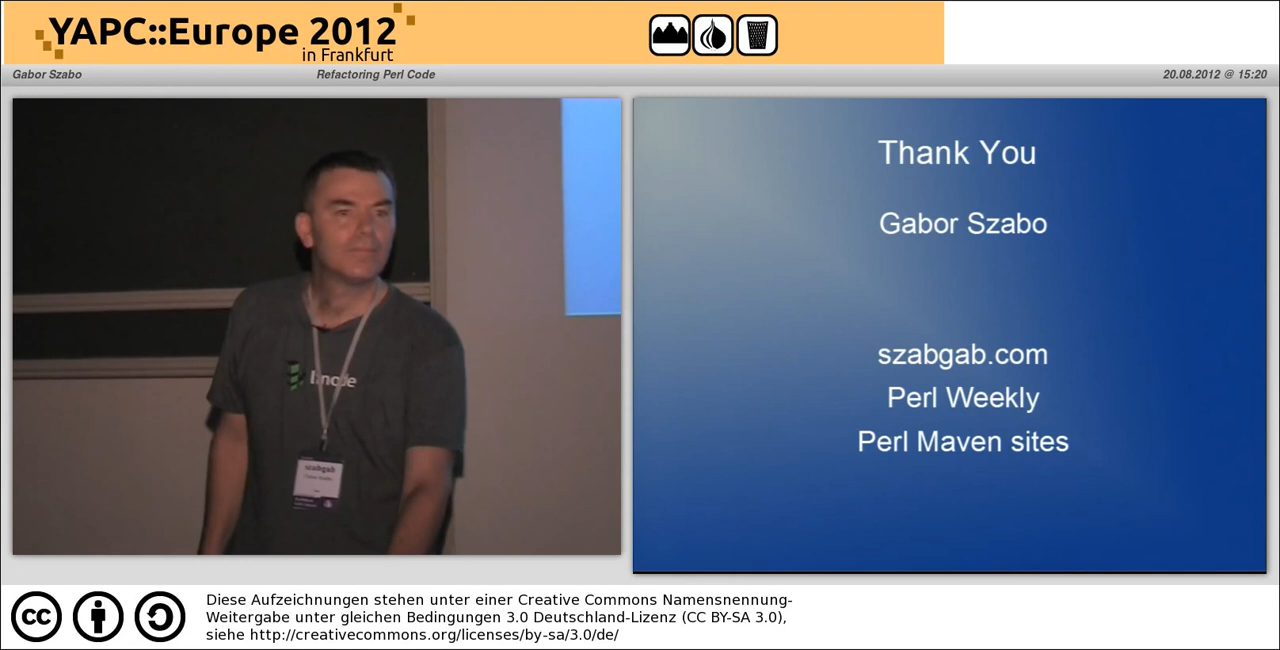 YAPC::Europe 2012
in Frankfurt
Gabor Szabo
Refactoring Perl Code
20.08.2012 @ 15:20
linode
szabgab
Thank You
Gabor Szabo
szabgab.com
Perl Weekly
Perl Maven sites
cc
Diese Aufzeichnungen stehen unter einer Creative Commons Namensnennung-
Weitergabe unter gleichen Bedingungen 3.0 Deutschland-Lizenz (CC BY-SA 3.0),
siehe http://creativecommons.org/licenses/by-sa/3.0/de/